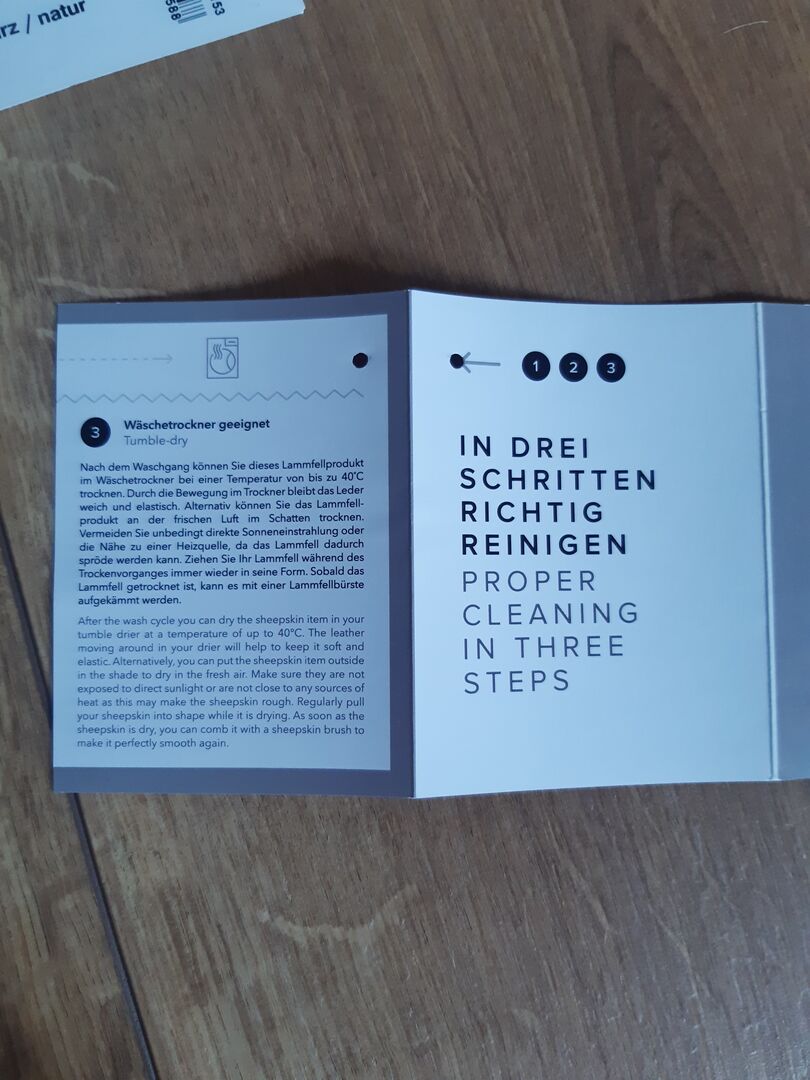 natur
53
588
3
Wäschetrockner geeignet
Tumble-dry
Nach dem Waschgang können Sie dieses Lammfellprodukt
im Wäschetrockner bei einer Temperatur von bis zu 40°C
trocknen. Durch die Bewegung im Trockner bleibt das Leder
weich und elastisch. Alternativ können Sie das Lammfell-
produkt an der frischen Luft im Schatten trocknen.
Vermeiden Sie unbedingt direkte Sonneneinstrahlung oder
die Nähe zu einer Heizquelle, da das Lammfell dadurch
spröde werden kann. Ziehen Sie Ihr Lammfell während des
Trockenvorganges immer wieder in seine Form. Sobald das
Lammfell getrocknet ist, kann es mit einer Lammfellbürste
aufgekämmt werden.
After the wash cycle you can dry the sheepskin item in your
tumble drier at a temperature of up to 40°C. The leather
moving around in your drier will help to keep it soft and
elastic. Alternatively, you can put the sheepskin item outside
in the shade to dry in the fresh air. Make sure they are not
exposed to direct sunlight or are not close to any sources of
heat as this may make the sheepskin rough. Regularly pull
your sheepskin into shape while it is drying. As soon as the
sheepskin is dry, you can comb it with a sheepskin brush to
make it perfectly smooth again.
1 2 3
IN DREI
SCHRITTEN
RICHTIG
REINIGEN
PROPER
CLEANING
IN THREE
STEPS